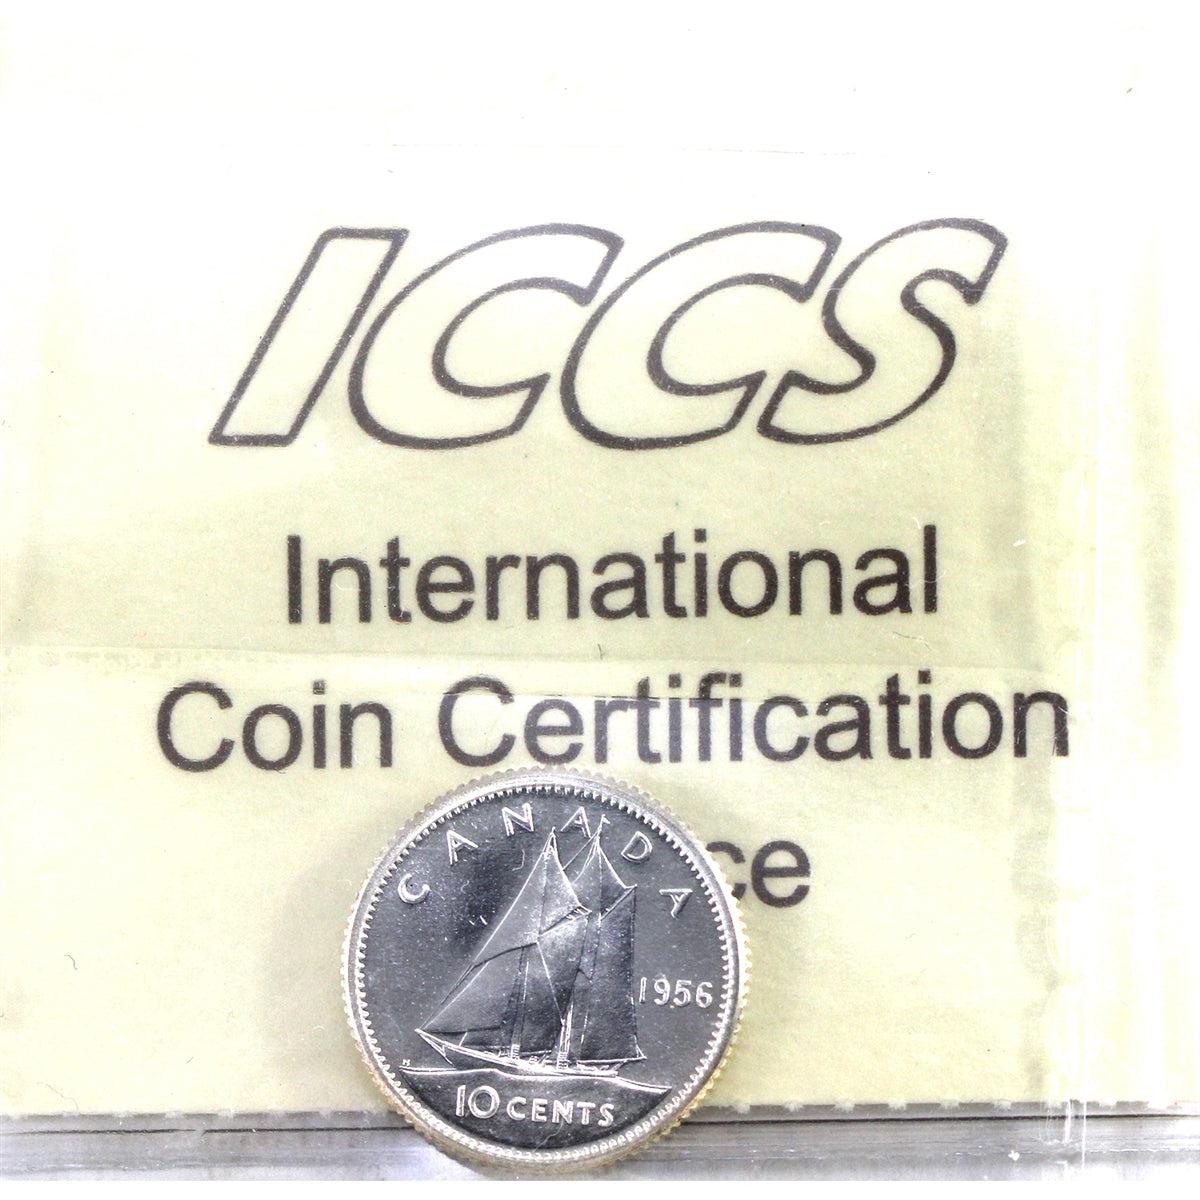 ICCS
International
Coin Certification
ce
CANADA
1956
10 CENTS